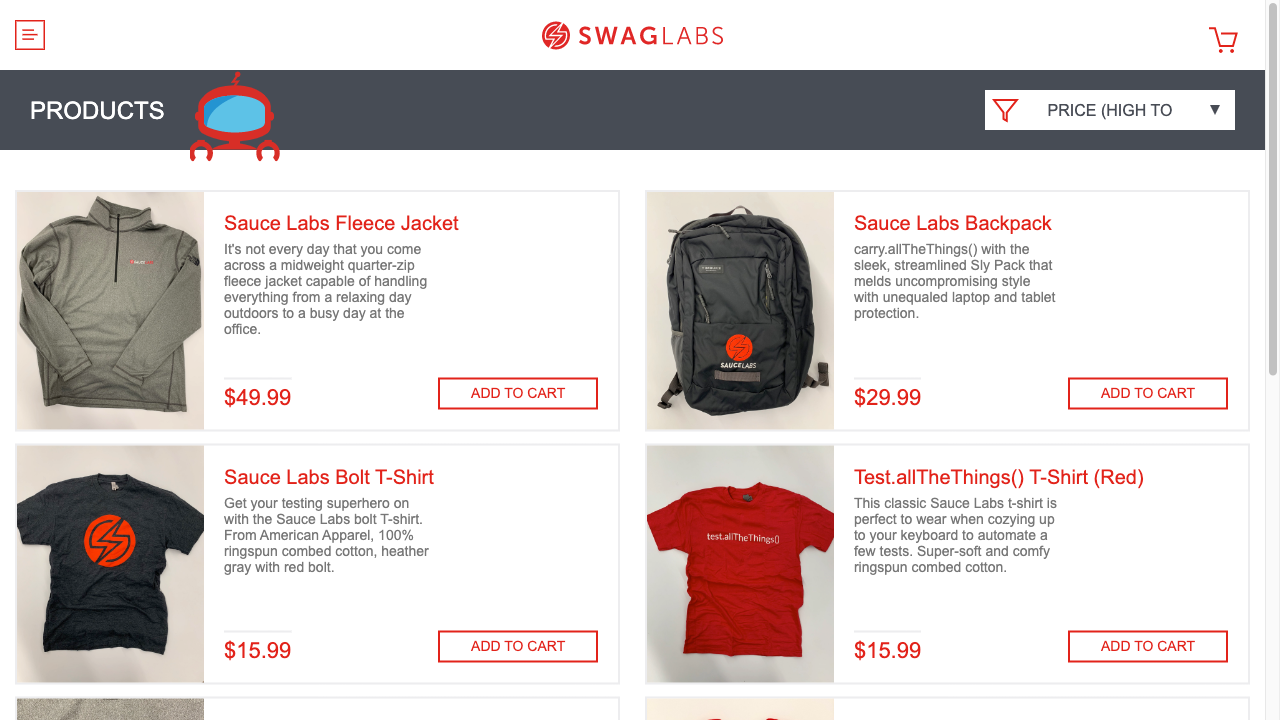 SWAGLABS
PRODUCTS
PRICE (HIGH TO
Sauce Labs Fleece Jacket
It's not every day that you come
across a midweight quarter-zip
fleece jacket capable of handling
everything from a relaxing day
outdoors to a busy day at the
office.
$49.99
ADD TO CART
SAUCELABS
Sauce Labs Backpack
carry.allTheThings() with the
sleek, streamlined Sly Pack that
melds uncompromising style
with unequaled laptop and tablet
protection.
$29.99
ADD TO CART
Sauce Labs Bolt T-Shirt
Get your testing superhero on
with the Sauce Labs bolt T-shirt.
From American Apparel, 100%
ringspun combed cotton, heather
gray with red bolt.
$15.99
ADD TO CART
test.allTheThings()
Test.allTheThings() T-Shirt (Red)
This classic Sauce Labs t-shirt is
perfect to wear when cozying up
to your keyboard to automate a
few tests. Super-soft and comfy
ringspun combed cotton.
$15.99
ADD TO CART